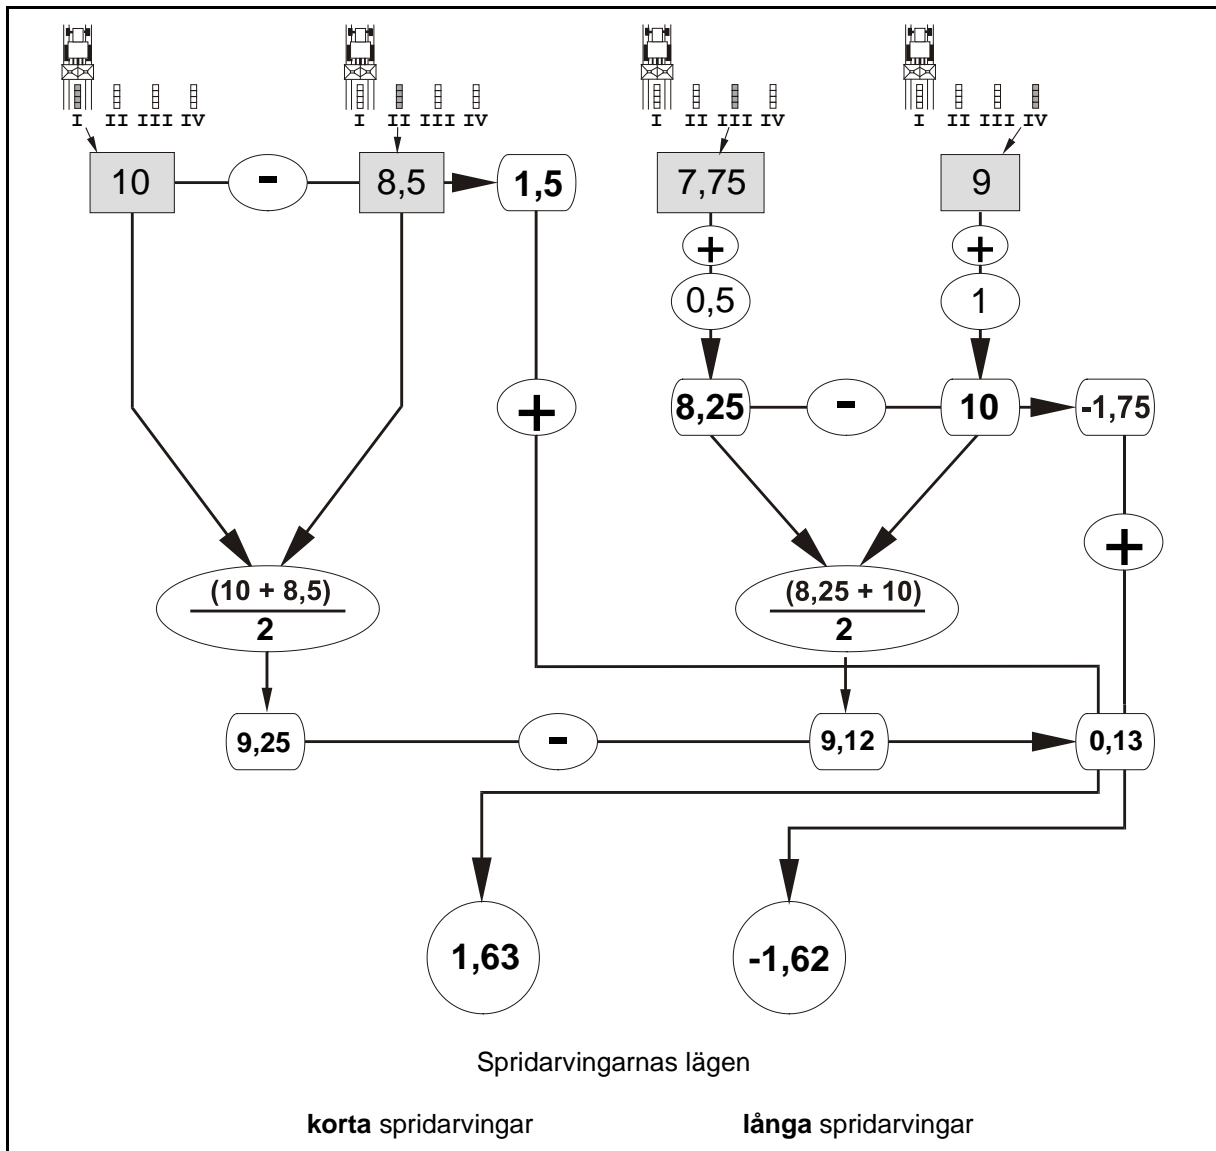 I II III IV I II III IV I II III IV I II III IV
10 - 8,5 1,5 7,75 9
+ +
0,5 1
+ 8,25 - 10 -1,75
+
(10 + 8,5) (8,25 + 10)
2 2
9,25 - 9,12 0,13
1,63 -1,62
Spridarvingarnas lägen
korta spridarvingar långa spridarvingar